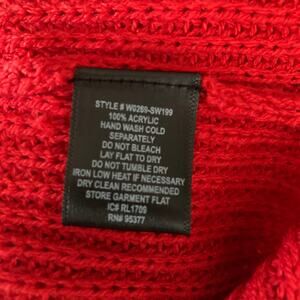 STYLE # W0269-SW199
100% ACRYLIC
HAND WASH COLD
SEPARATELY
DO NOT BLEACH
LAY FLAT TO DRY
DO NOT TUMBLE DRY
IRON LOW HEAT IF NECESSARY
DRY CLEAN RECOMMENDED
STORE GARMENT FLAT
IC# RL1709
RN# 95377